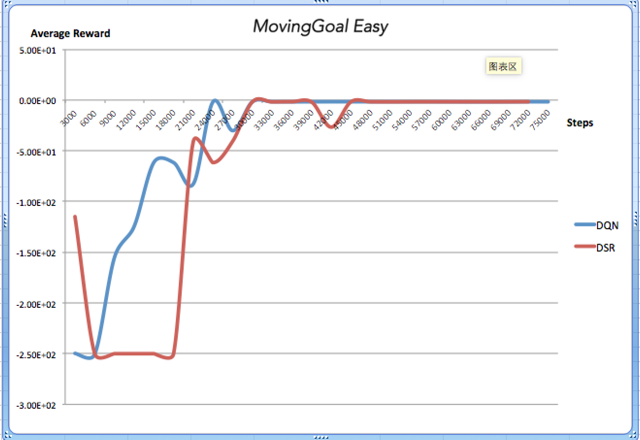 MovingGoal Easy
Average Reward
5.00E+01
图表区
0.00E+00
3000
6000
9000
12000
15000
18000
21000
24000
27000
30000
33000
36000
39000
42000
45000
48000
51000
54000
57000
60000
63000
66000
69000
72000
75000
Steps
-5.00E+01
-1.00E+02
-1.50E+02
-2.00E+02
-2.50E+02
-3.00E+02
DQN
DSR